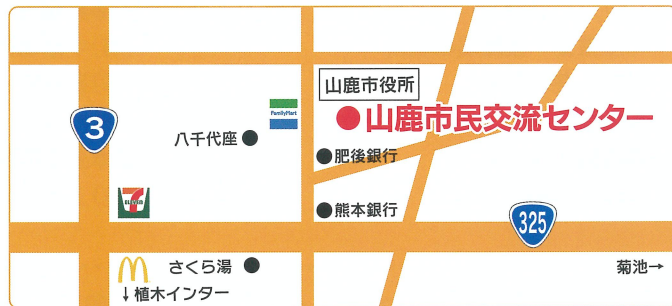 山鹿市役所
3
FamilyMart
山鹿市民交流センター
八千代座
肥後銀行
7
ELEVEN
熊本銀行
325
さくら湯
菊池→
↓植木インター